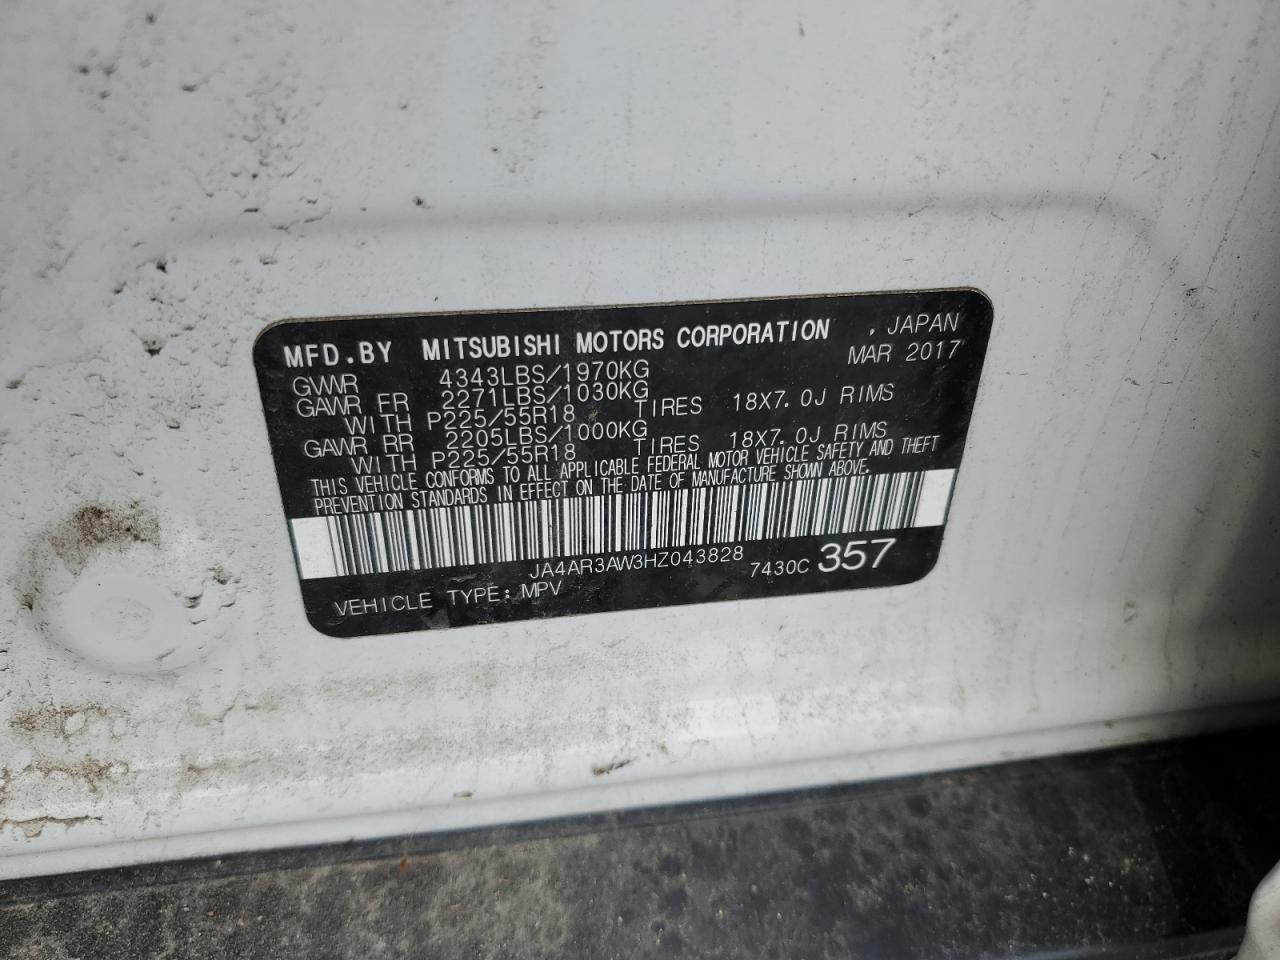 MFD.BY MITSUBISHI MOTORS CORPORATION , JAPAN
MAR 2017
GVWR 4343LBS/1970KG
GAWR FR 2271LBS/1030KG
WITH P225/55R18 TIRES 18X7.0J RIMS
GAWR RR 2205LBS/1000KG
WITH P225/55R18 TIRES 18X7.0J RIMS
THIS VEHICLE CONFORMS TO ALL APPLICABLE FEDERAL MOTOR VEHICLE SAFETY AND THEFT
PREVENTION STANDARDS IN EFFECT ON THE DATE OF MANUFACTURE SHOWN ABOVE.
JA4AR3AW3HZ043828 7430C 357
VEHICLE TYPE: MPV